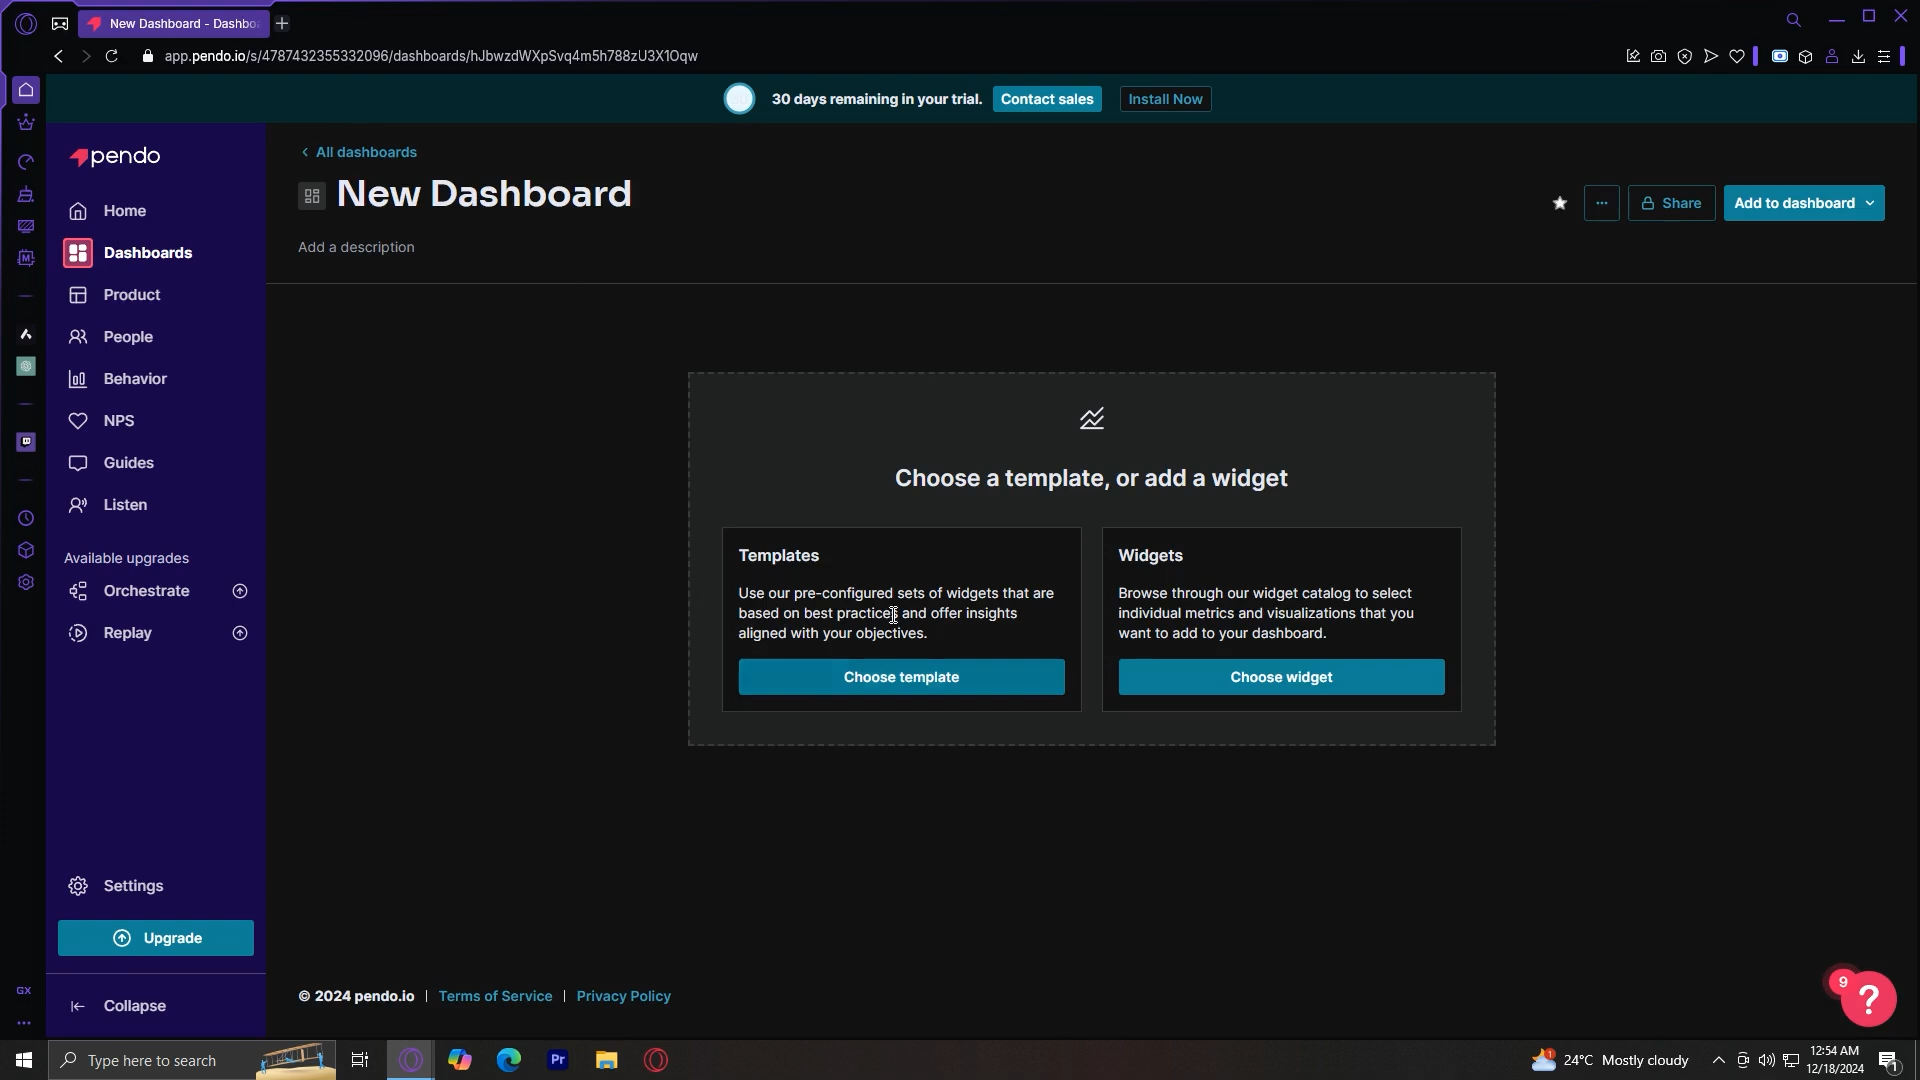 New Dashboard - Dashbo
app.pendo.io/s/4787432355332096/dashboards/hJbwzdWXpSvq4m5h788zU3X1Oqw
30 days remaining in your trial.
Contact sales
Install Now
pendo
Home
Dashboards
Product
People
Behavior
NPS
Guides
Listen
Available upgrades
Orchestrate
Replay
Settings
Upgrade
Collapse
All dashboards
New Dashboard
Add a description
Share
Add to dashboard
Choose a template, or add a widget
Templates
Use our pre-configured sets of widgets that are
based on best practices and offer insights
aligned with your objectives.
Choose template
Widgets
Browse through our widget catalog to select
individual metrics and visualizations that you
want to add to your dashboard.
Choose widget
© 2024 pendo.io | Terms of Service | Privacy Policy
9
?
GX
M
Type here to search
Pr
1
24°C Mostly cloudy
12:54 AM
12/18/2024
1